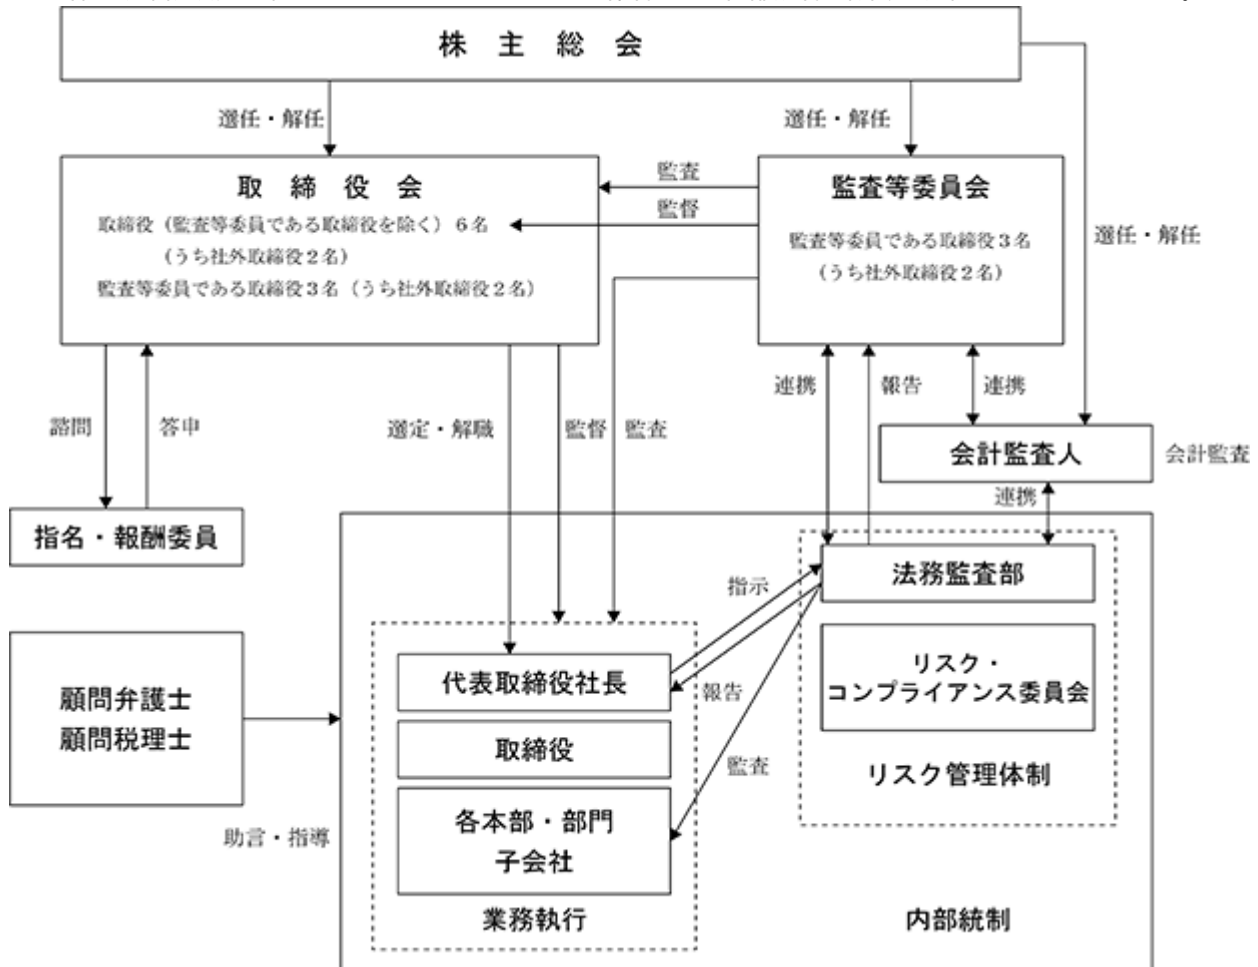 株主総会
選任・解任
選任・解任
選任・解任
取締役会
取締役（監査等委員である取締役を除く）６名
（うち社外取締役２名）
監査等委員である取締役３名（うち社外取締役２名）
監査
監督
監査等委員会
監査等委員である取締役３名
（うち社外取締役２名）
諮問
答申
選定・解職
監督
監査
連携
報告
連携
会計監査人
会計監査
連携
指名・報酬委員
法務監査部
指示
リスク・
コンプライアンス委員会
リスク管理体制
顧問弁護士
顧問税理士
助言・指導
代表取締役社長
報告
取締役
監査
各本部・部門
子会社
業務執行
内部統制